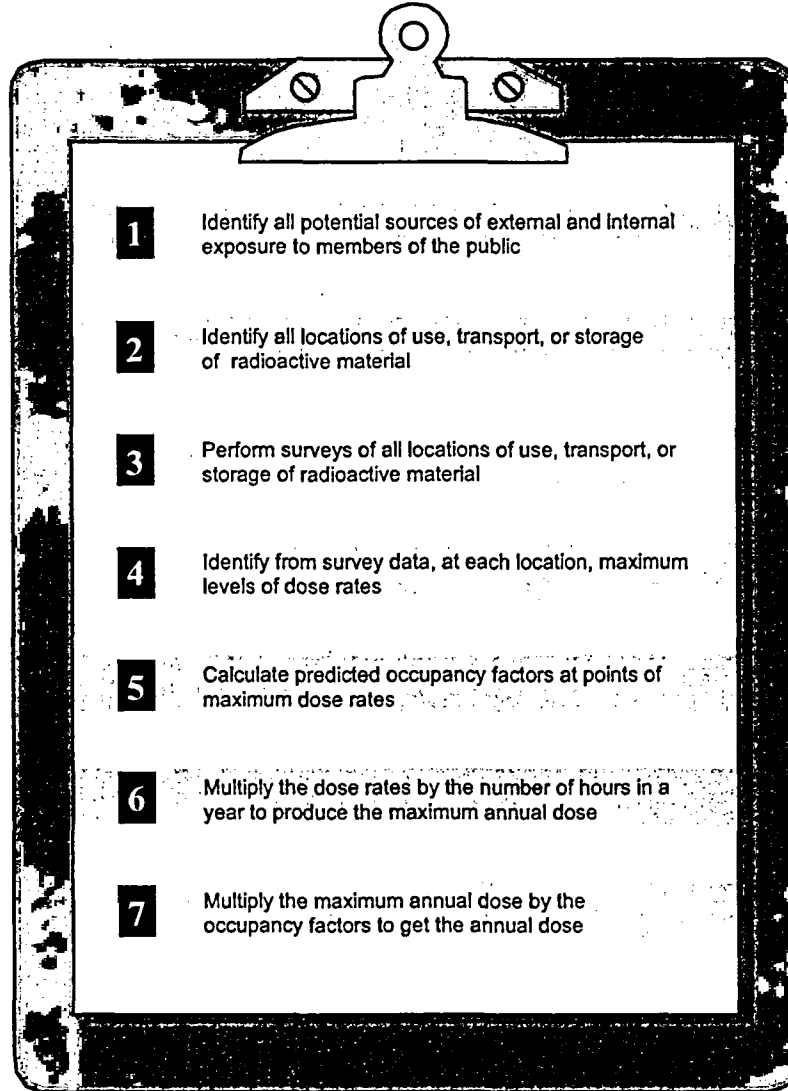 1 Identify all potential sources of external and internal
exposure to members of the public
2 Identify all locations of use, transport, or storage
of radioactive material
3 Perform surveys of all locations of use, transport, or
storage of radioactive material
4 Identify from survey data, at each location, maximum
levels of dose rates
5 Calculate predicted occupancy factors at points of
maximum dose rates
6 Multiply the dose rates by the number of hours in a
year to produce the maximum annual dose
7 Multiply the maximum annual dose by the
occupancy factors to get the annual dose